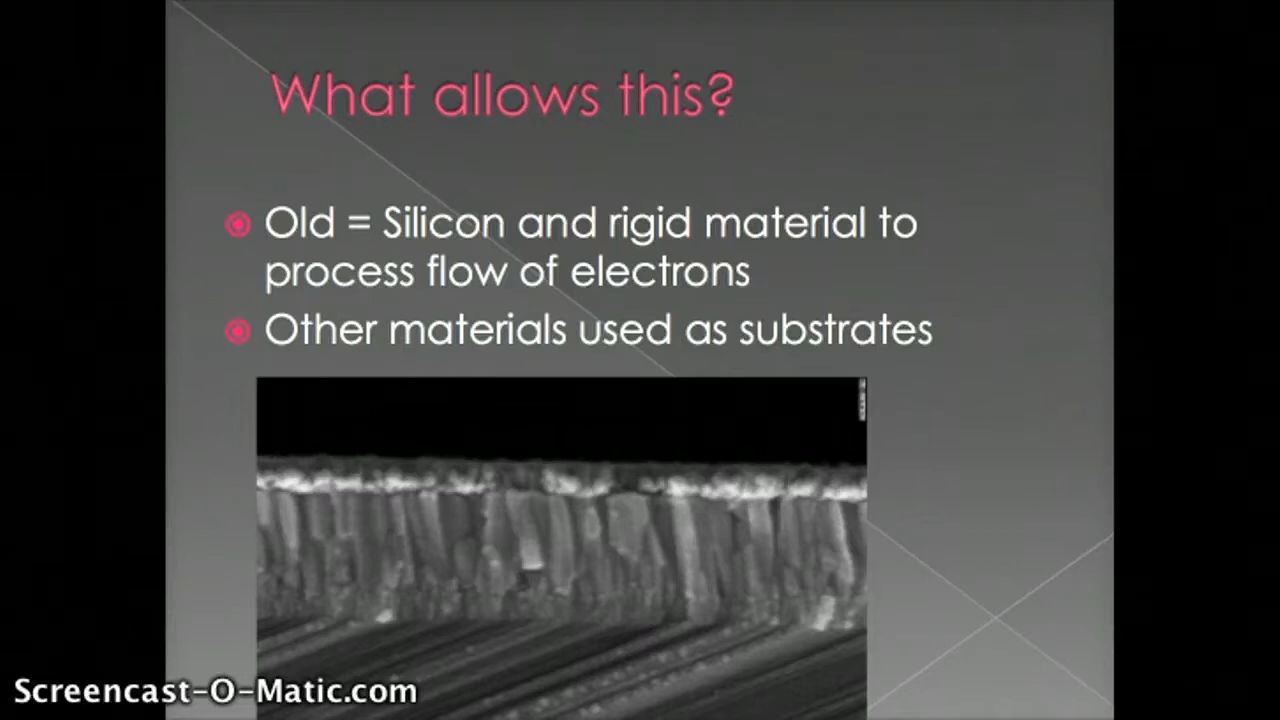 What allows this?
Old = Silicon and rigid material to
process flow of electrons
Other materials used as substrates
Screencast-O-Matic.com